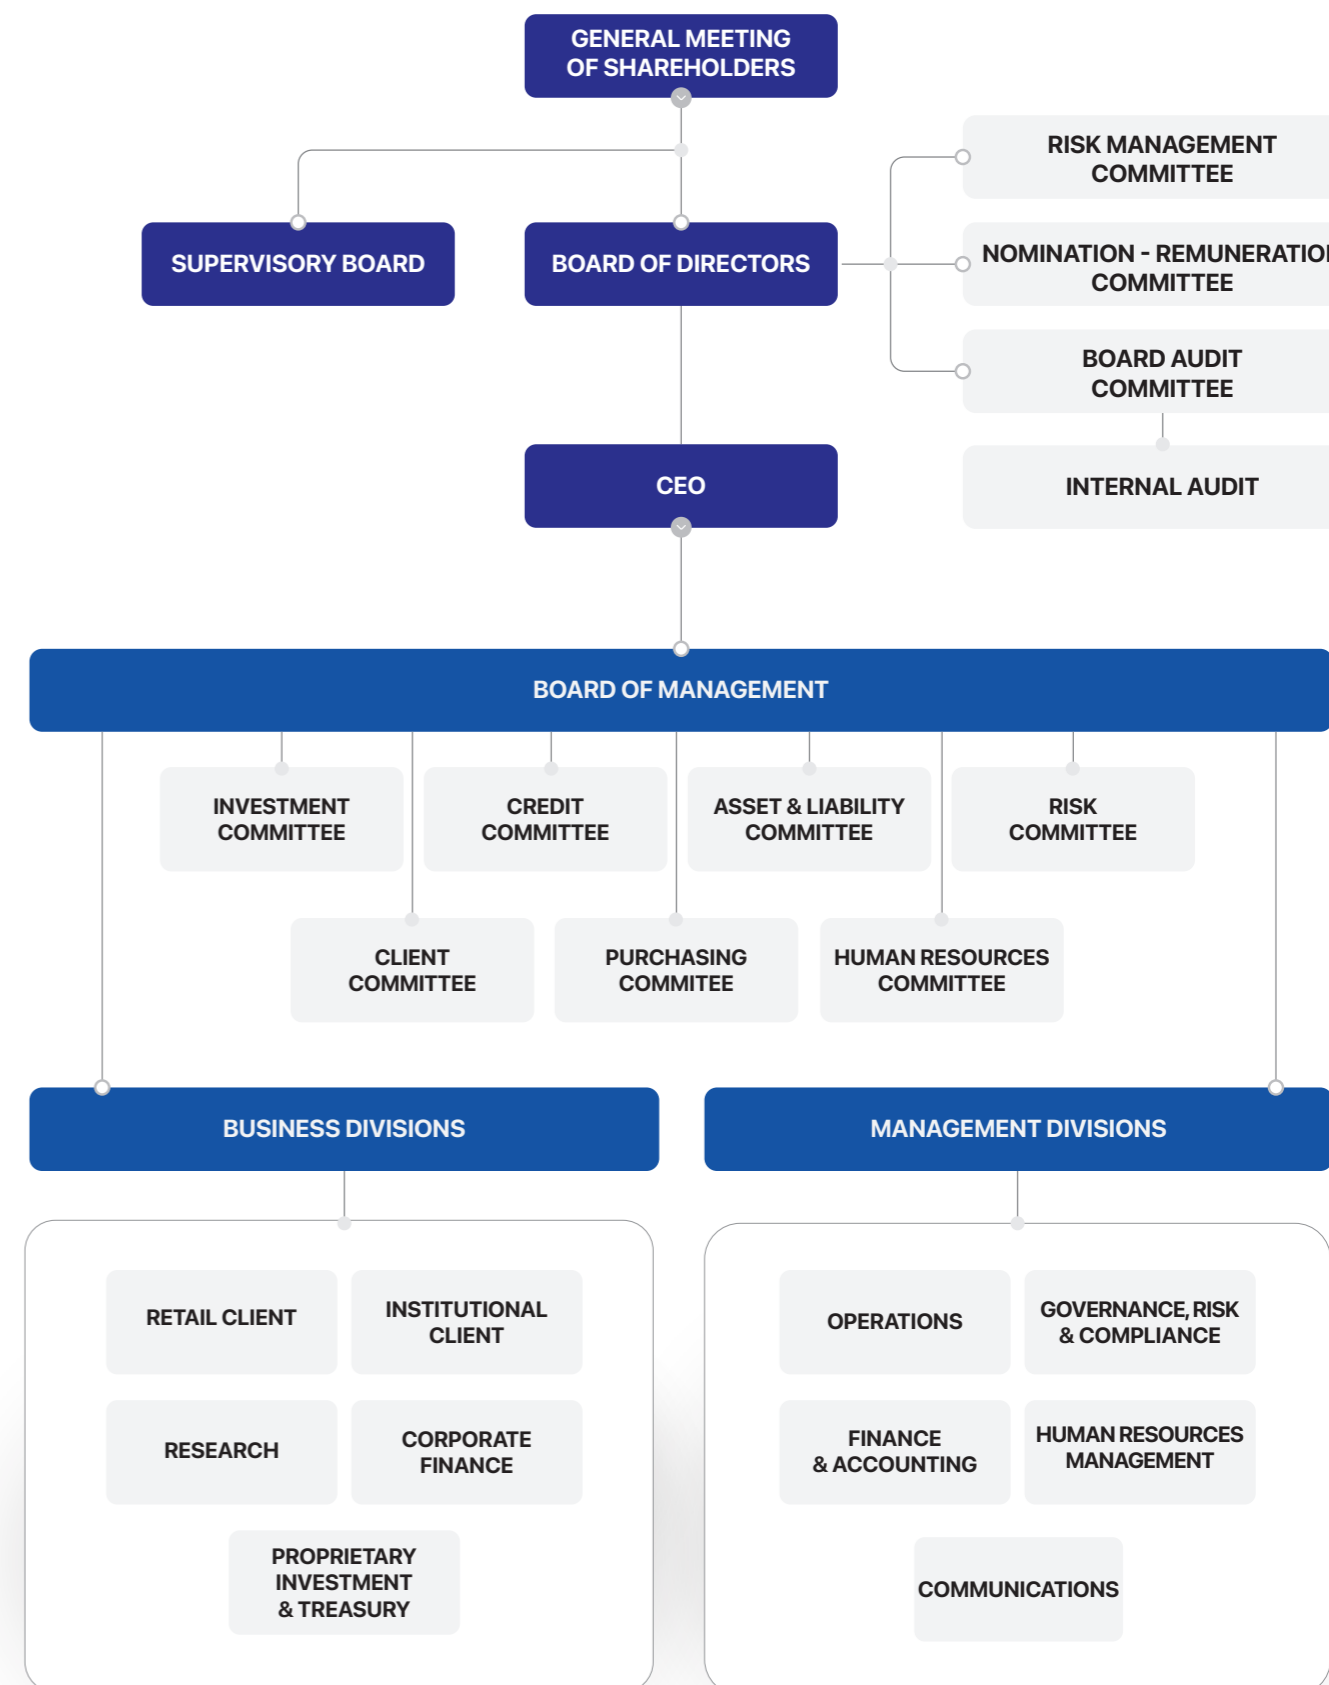 GENERAL MEETING
OF SHAREHOLDERS
RISK MANAGEMENT
COMMITTEE
SUPERVISORY BOARD
BOARD OF DIRECTORS
NOMINATION - REMUNERATION
COMMITTEE
BOARD AUDIT
COMMITTEE
CEO
INTERNAL AUDIT
BOARD OF MANAGEMENT
INVESTMENT
COMMITTEE
CREDIT
COMMITTEE
ASSET & LIABILITY
COMMITTEE
RISK
COMMITTEE
CLIENT
COMMITTEE
PURCHASING
COMMITEE
HUMAN RESOURCES
COMMITTEE
BUSINESS DIVISIONS
MANAGEMENT DIVISIONS
RETAIL CLIENT
INSTITUTIONAL
CLIENT
RESEARCH
CORPORATE
FINANCE
PROPRIETARY
INVESTMENT
& TREASURY
OPERATIONS
GOVERNANCE, RISK
& COMPLIANCE
FINANCE
& ACCOUNTING
HUMAN RESOURCES
MANAGEMENT
COMMUNICATIONS